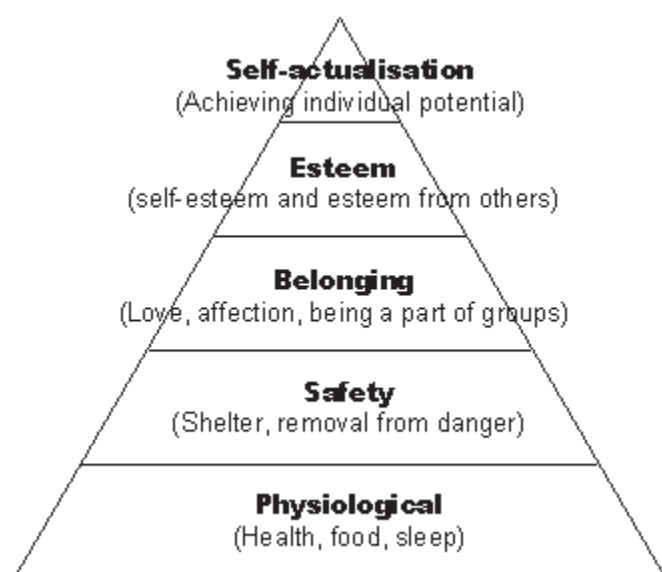 Self-actualisation
(Achieving individual potential)
Esteem
(self-esteem and esteem from others)
Belonging
(Love, affection, being a part of groups)
Safety
(Shelter, removal from danger)
Physiological
(Health, food, sleep)